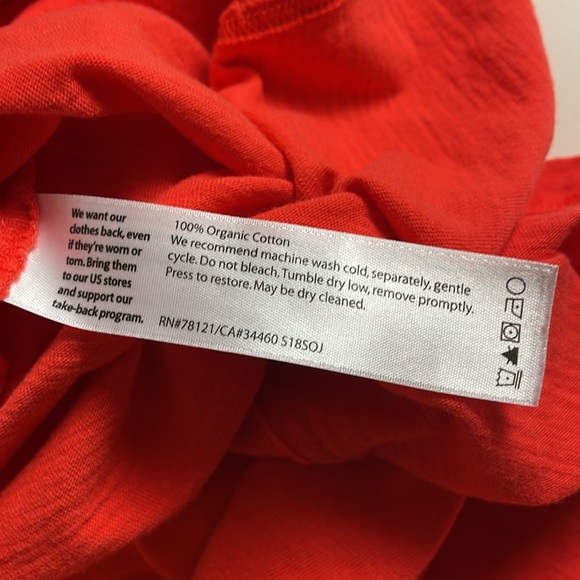 We want our
clothes back, even
if they're worn or
torn. Bring them
to our US stores
and support our
take-back program.
100% Organic Cotton
We recommend machine wash cold, separately, gentle
cycle. Do not bleach. Tumble dry low, remove promptly.
Press to restore. May be dry cleaned.
RN#78121/CA#34460 S18SOJ